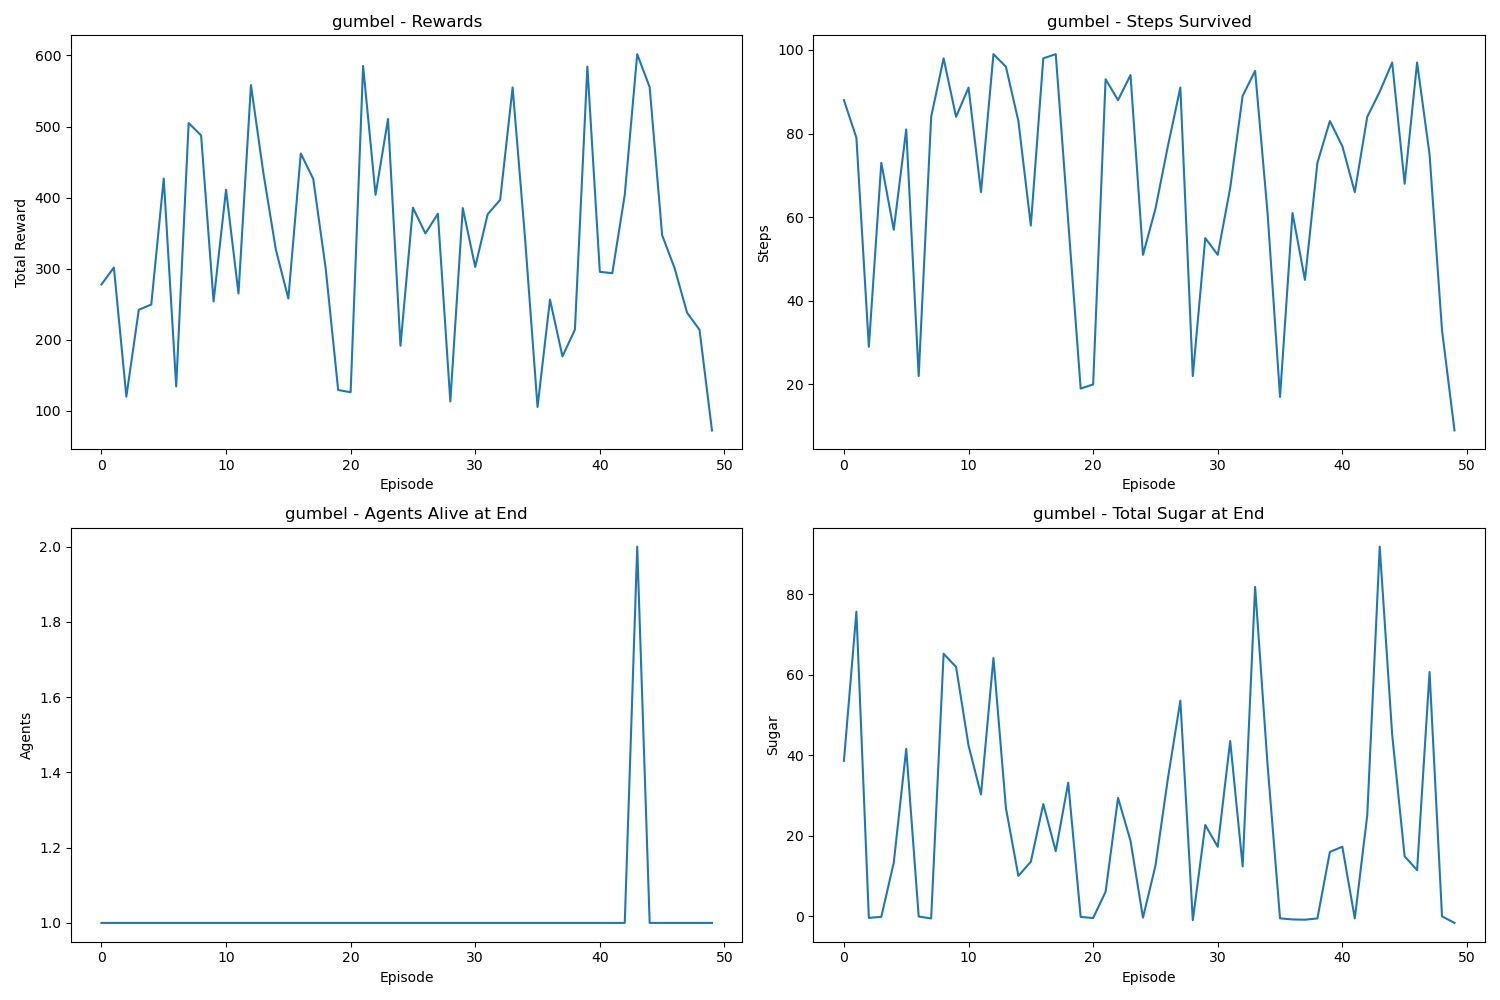 gumbel - Rewards
Total Reward
600
500
400
300
200
100
0 10 20 30 40 50
Episode
gumbel - Steps Survived
Steps
100
80
60
40
20
0 10 20 30 40 50
Episode
gumbel - Agents Alive at End
Agents
2.0
1.8
1.6
1.4
1.2
1.0
0 10 20 30 40 50
Episode
gumbel - Total Sugar at End
Sugar
80
60
40
20
0
0 10 20 30 40 50
Episode